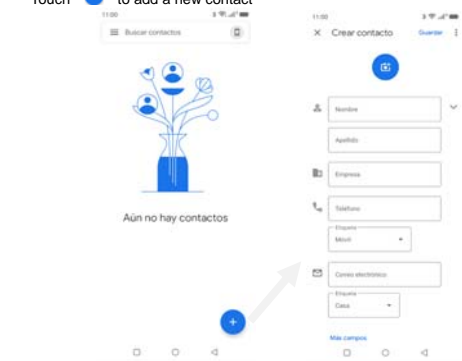 Touch to add a new contact
11:00
Buscar contactos
Aún no hay contactos
11:00
Crear contacto Guardar
Nombre
Apellido
Empresa
Teléfono
Etiqueta
Móvil
Correo electrónico
Etiqueta
Casa
Más campos